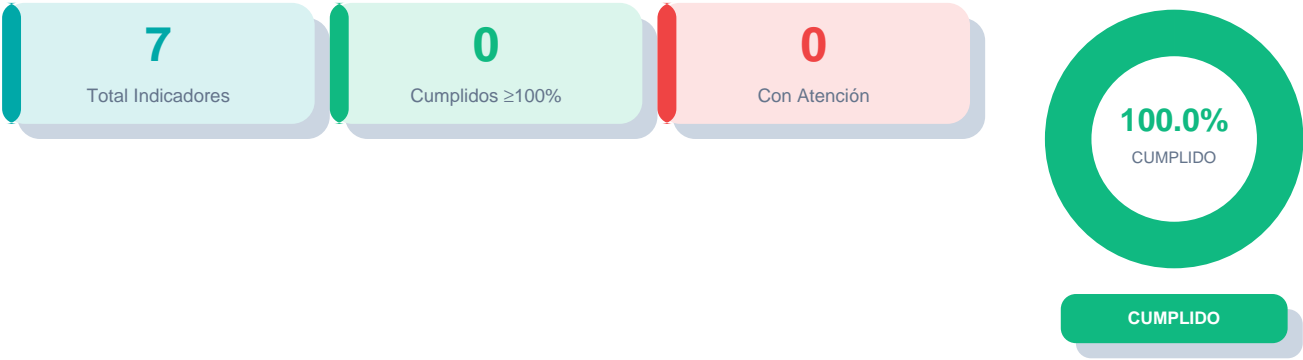 7
Total Indicadores
0
Cumplidos ≥100%
0
Con Atención
100.0%
CUMPLIDO
CUMPLIDO